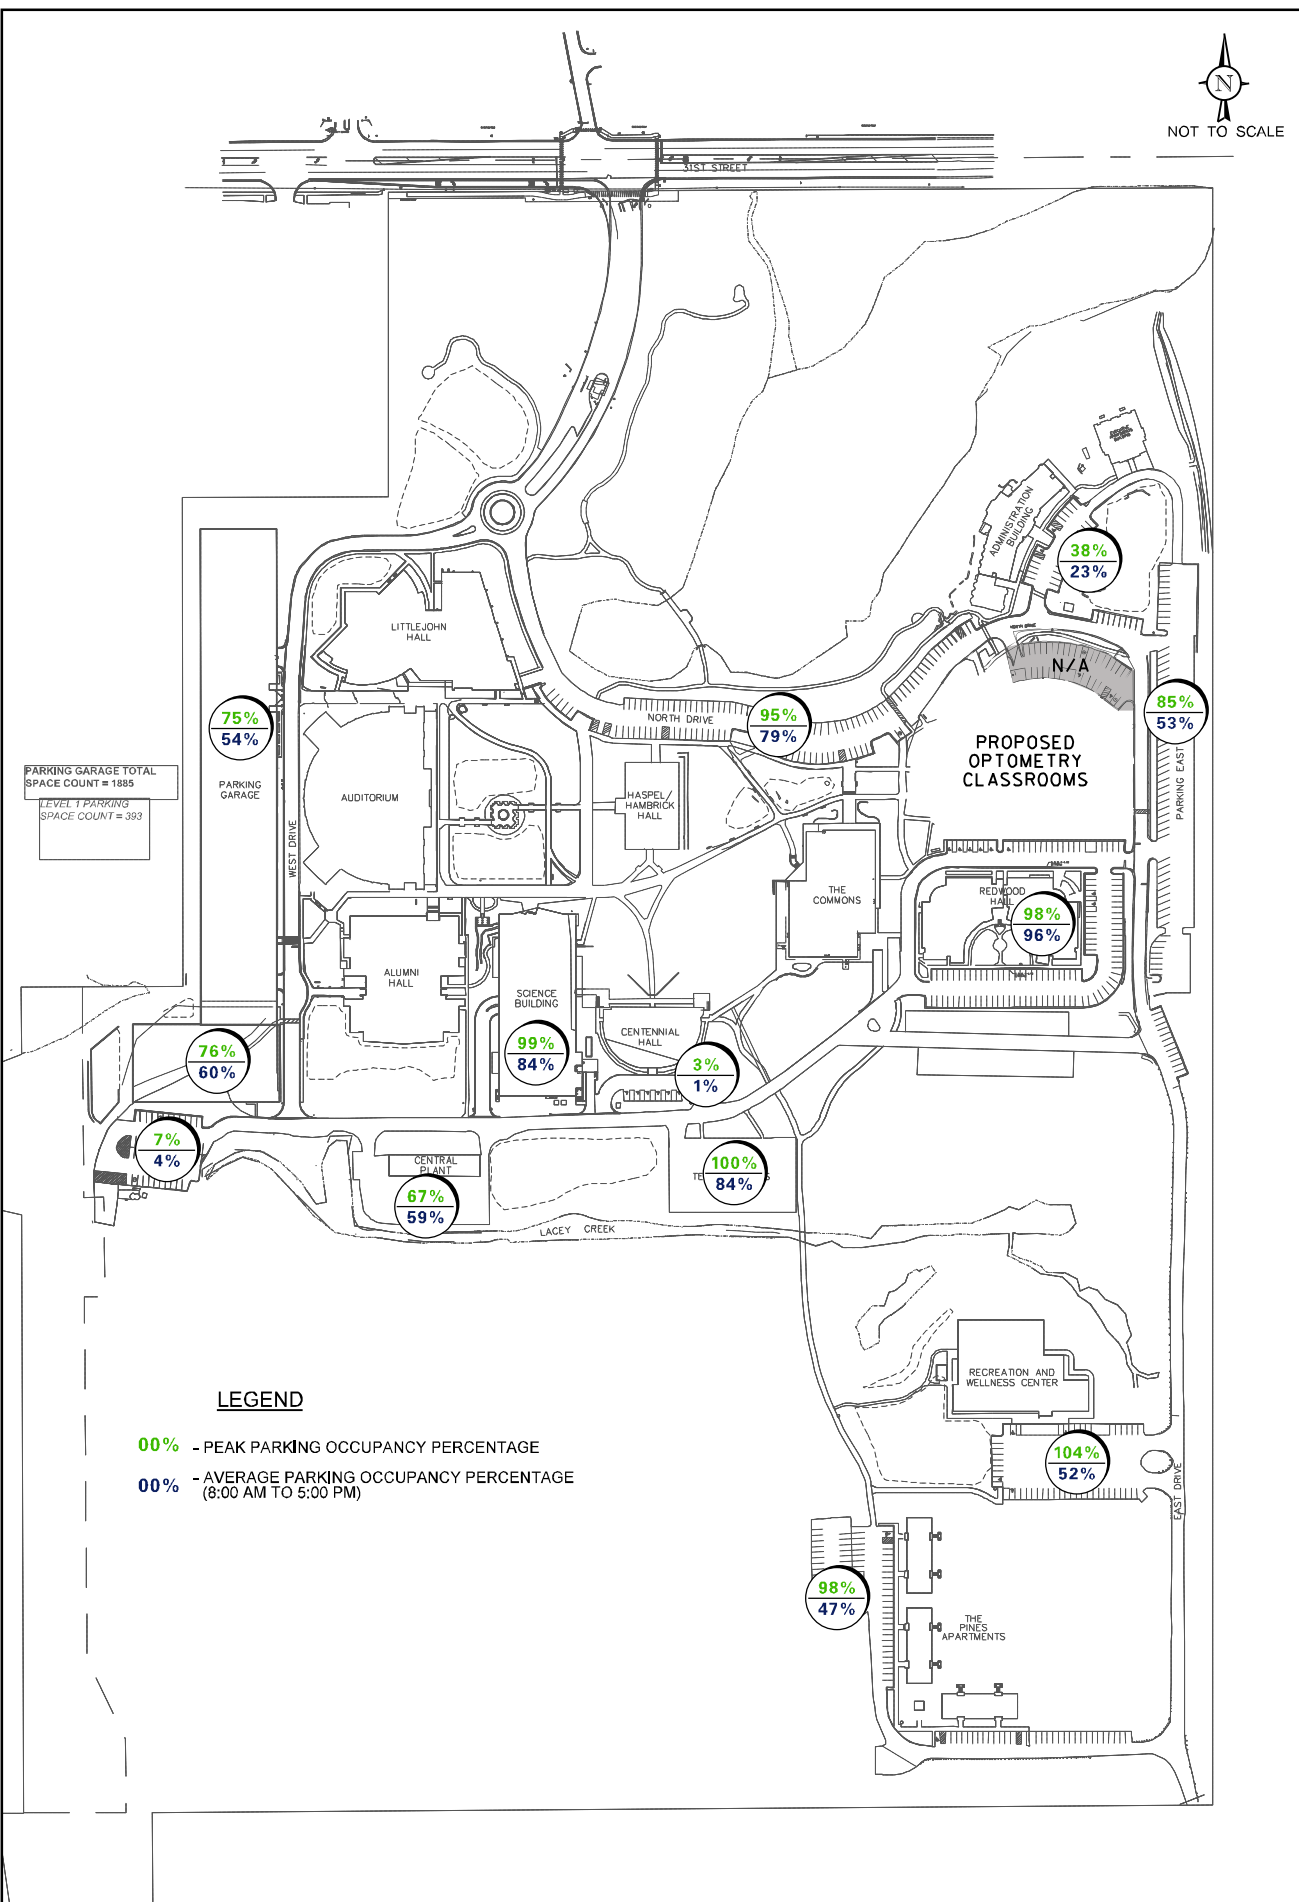 N
NOT TO SCALE
31ST STREET
ADMINISTRATION
BUILDING
38%
23%
LITTLEJOHN
HALL
N/A
NORTH DRIVE
95%
79%
85%
53%
75%
54%
PROPOSED
OPTOMETRY
CLASSROOMS
PARKING EAST
PARKING GARAGE TOTAL
SPACE COUNT = 1885
LEVEL 1 PARKING
SPACE COUNT = 393
PARKING
GARAGE
AUDITORIUM
HASPEL/
HAMBRICK
HALL
WEST DRIVE
THE
COMMONS
REDWOOD
HALL
98%
96%
ALUMNI
HALL
SCIENCE
BUILDING
CENTENNIAL
HALL
76%
60%
99%
84%
3%
1%
7%
4%
CENTRAL
PLANT
67%
59%
100%
84%
LACEY CREEK
RECREATION AND
WELLNESS CENTER
LEGEND
00% - PEAK PARKING OCCUPANCY PERCENTAGE
00% - AVERAGE PARKING OCCUPANCY PERCENTAGE
(8:00 AM TO 5:00 PM)
104%
52%
EAST DRIVE
98%
47%
THE
PINES
APARTMENTS